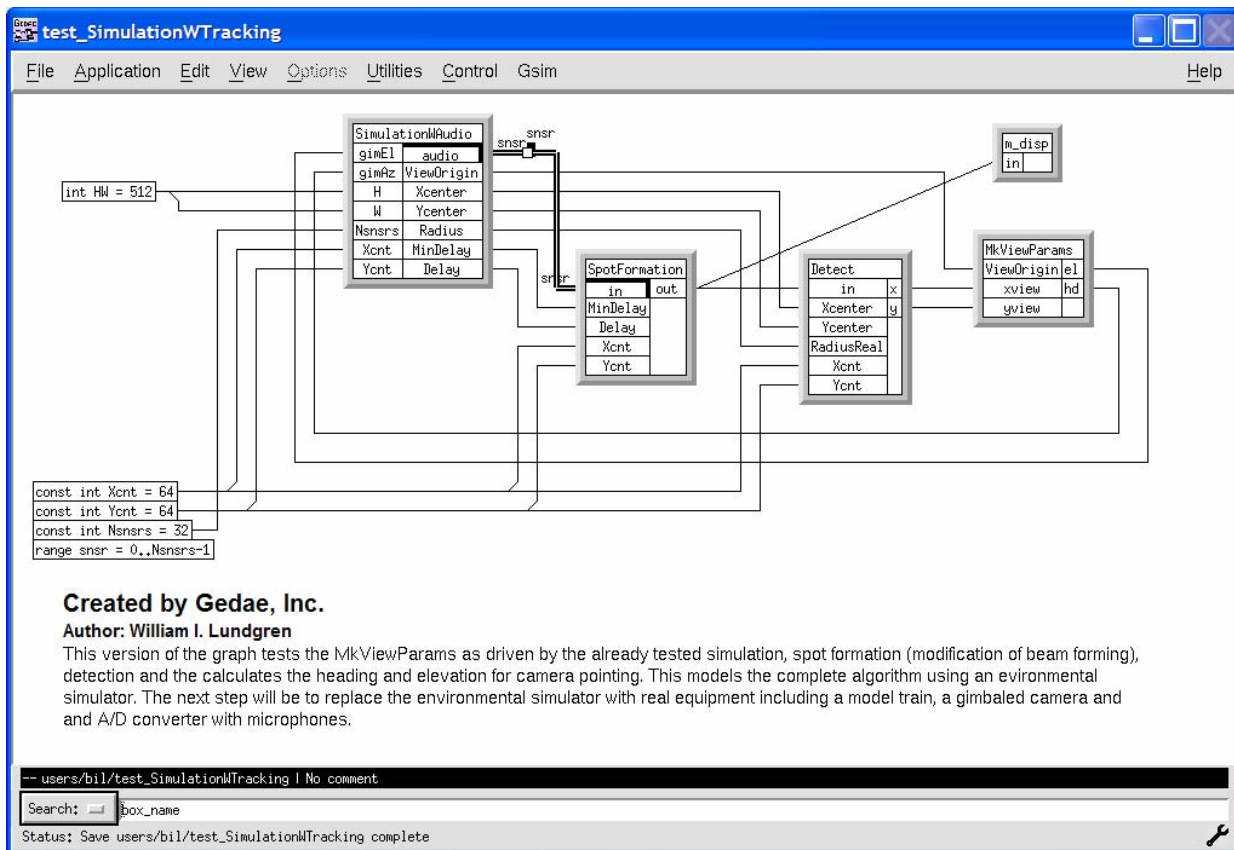 Gedae
test_SimulationWTracking
File Application Edit View Options Utilities Control Gsim Help
SimulationWAudio
gimEl audio
gimAz ViewOrigin
H Xcenter
W Ycenter
Nsnsrs Radius
Xcnt MinDelay
Ycnt Delay
snsr
snsr
snsr
m_disp
in
int HW = 512
SpotFormation
in out
MinDelay
Delay
Xcnt
Ycnt
Detect
in x
Xcenter y
Ycenter
RadiusReal
Xcnt
Ycnt
MkViewParams
ViewOrigin el
xview hd
yview
const int Xcnt = 64
const int Ycnt = 64
const int Nsnsrs = 32
range snsr = 0..Nsnsrs-1
Created by Gedae, Inc.
Author: William I. Lundgren
This version of the graph tests the MkViewParams as driven by the already tested simulation, spot formation (modification of beam forming),
detection and the calculates the heading and elevation for camera pointing. This models the complete algorithm using an evironmental
simulator. The next step will be to replace the environmental simulator with real equipment including a model train, a gimbaled camera and
and A/D converter with microphones.
-- users/bil/test_SimulationWTracking | No comment
Search: box_name
Status: Save users/bil/test_SimulationWTracking complete